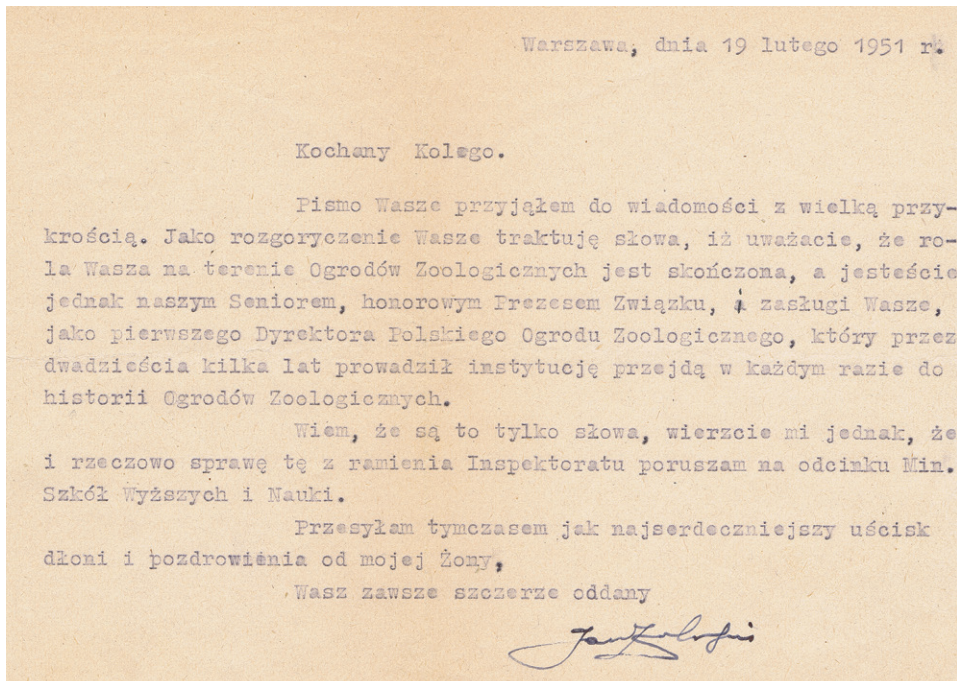 Warszawa, dnia 19 lutego 1951 r.
Kochany Kolego.
Pismo Wasze przyjąłem do wiadomości z wielką przy-
krością. Jako rozgoryczenie Wasze traktuję słowa, iż uważacie, że ro-
la Wasza na terenie Ogrodów Zoologicznych jest skończona, a jesteście
jednak naszym Seniorem, honorowym Prezesem Związku, i zasługi Wasze,
jako pierwszego Dyrektora Polskiego Ogrodu Zoologicznego, który przez
dwadzieścia kilka lat prowadził instytucję przejdą w każdym razie do
historii Ogrodów Zoologicznych.
Wiem, że są to tylko słowa, wierzcie mi jednak, że
i rzeczowo sprawę tę z ramienia Inspektoratu poruszam na odcinku Min.
Szkół Wyższych i Nauki.
Przesyłam tymczasem jak najserdeczniejszy uścisk
dłoni i pozdrowienia od mojej Żony,
Wasz zawsze szczerze oddany
Jan